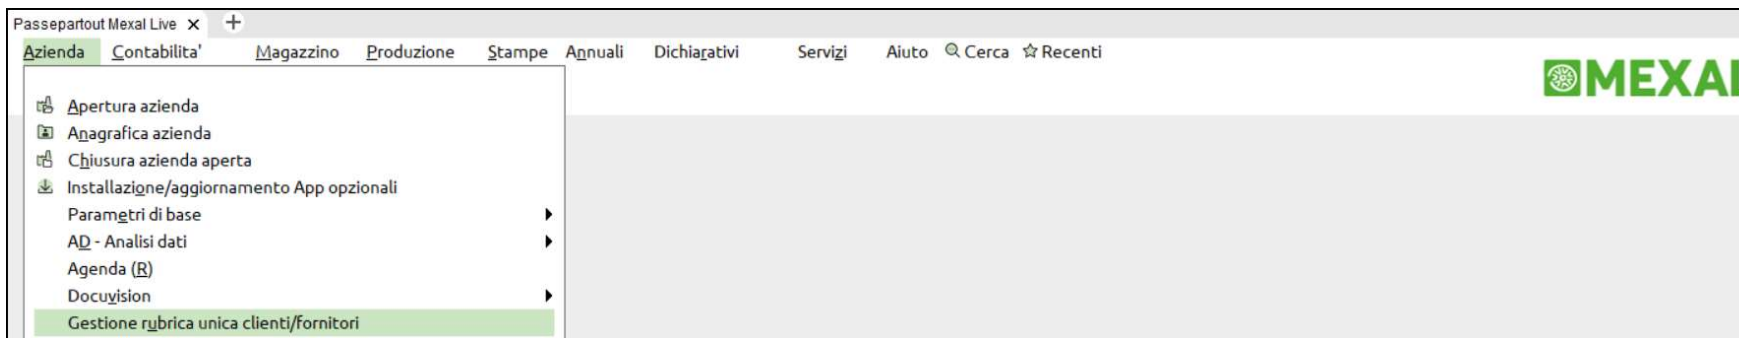 Passepartout Mexal Live × +
Azienda Contabilita' Magazzino Produzione Stampe Annuali Dichiarativi Servizi Aiuto Cerca Recenti
MEXAL
Apertura azienda
Anagrafica azienda
Chiusura azienda aperta
Installazione/aggiornamento App opzionali
Parametri di base
AD - Analisi dati
Agenda (R)
Docuvision
Gestione rubrica unica clienti/fornitori